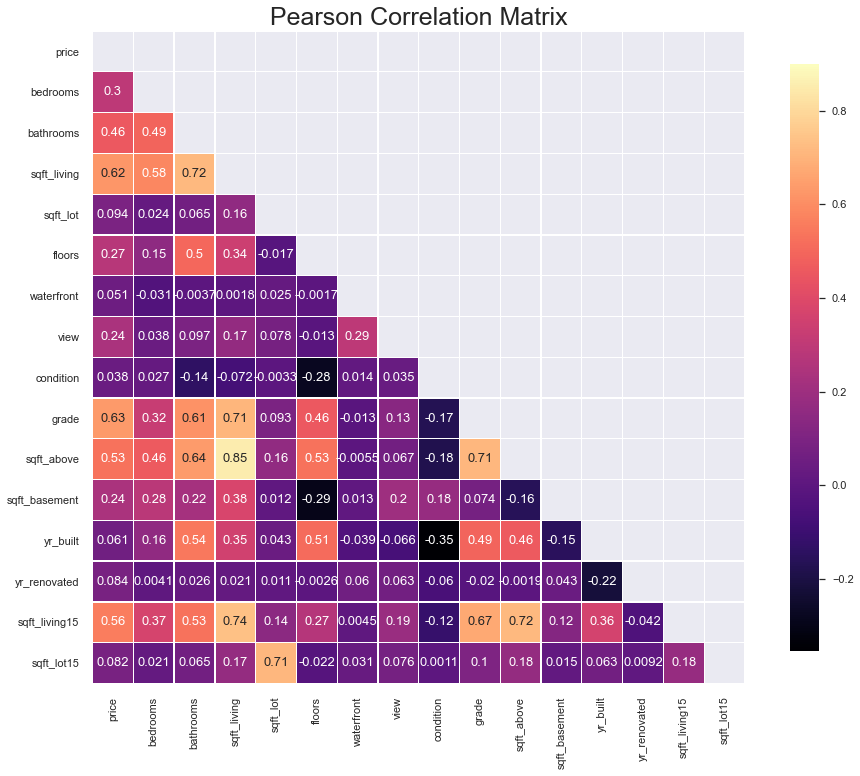 Pearson Correlation Matrix
price
bedrooms 0.3
bathrooms 0.46 0.49
sqft_living 0.62 0.58 0.72
sqft_lot 0.094 0.024 0.065 0.16
floors 0.27 0.15 0.5 0.34 -0.017
waterfront 0.051 -0.031 -0.0037 0.0018 0.025 -0.0017
view 0.24 0.038 0.097 0.17 0.078 -0.013 0.29
condition 0.038 0.027 -0.14 -0.072 -0.0033 -0.28 0.014 0.035
grade 0.63 0.32 0.61 0.71 0.093 0.46 -0.013 0.13 -0.17
sqft_above 0.53 0.46 0.64 0.85 0.16 0.53 -0.0055 0.067 -0.18 0.71
sqft_basement 0.24 0.28 0.22 0.38 0.012 -0.29 0.013 0.2 0.18 0.074 -0.16
yr_built 0.061 0.16 0.54 0.35 0.043 0.51 -0.039 -0.066 -0.35 0.49 0.46 -0.15
yr_renovated 0.084 0.0041 0.026 0.021 0.011 -0.0026 0.06 0.063 -0.06 -0.02 -0.0019 0.043 -0.22
sqft_living15 0.56 0.37 0.53 0.74 0.14 0.27 0.0045 0.19 -0.12 0.67 0.72 0.12 0.36 -0.042
sqft_lot15 0.082 0.021 0.065 0.17 0.71 -0.022 0.031 0.076 0.0011 0.1 0.18 0.015 0.063 0.0092 0.18
price bedrooms bathrooms sqft_living sqft_lot floors waterfront view condition grade sqft_above sqft_basement yr_built yr_renovated sqft_living15 sqft_lot15
0.8
0.6
0.4
0.2
0.0
−0.2